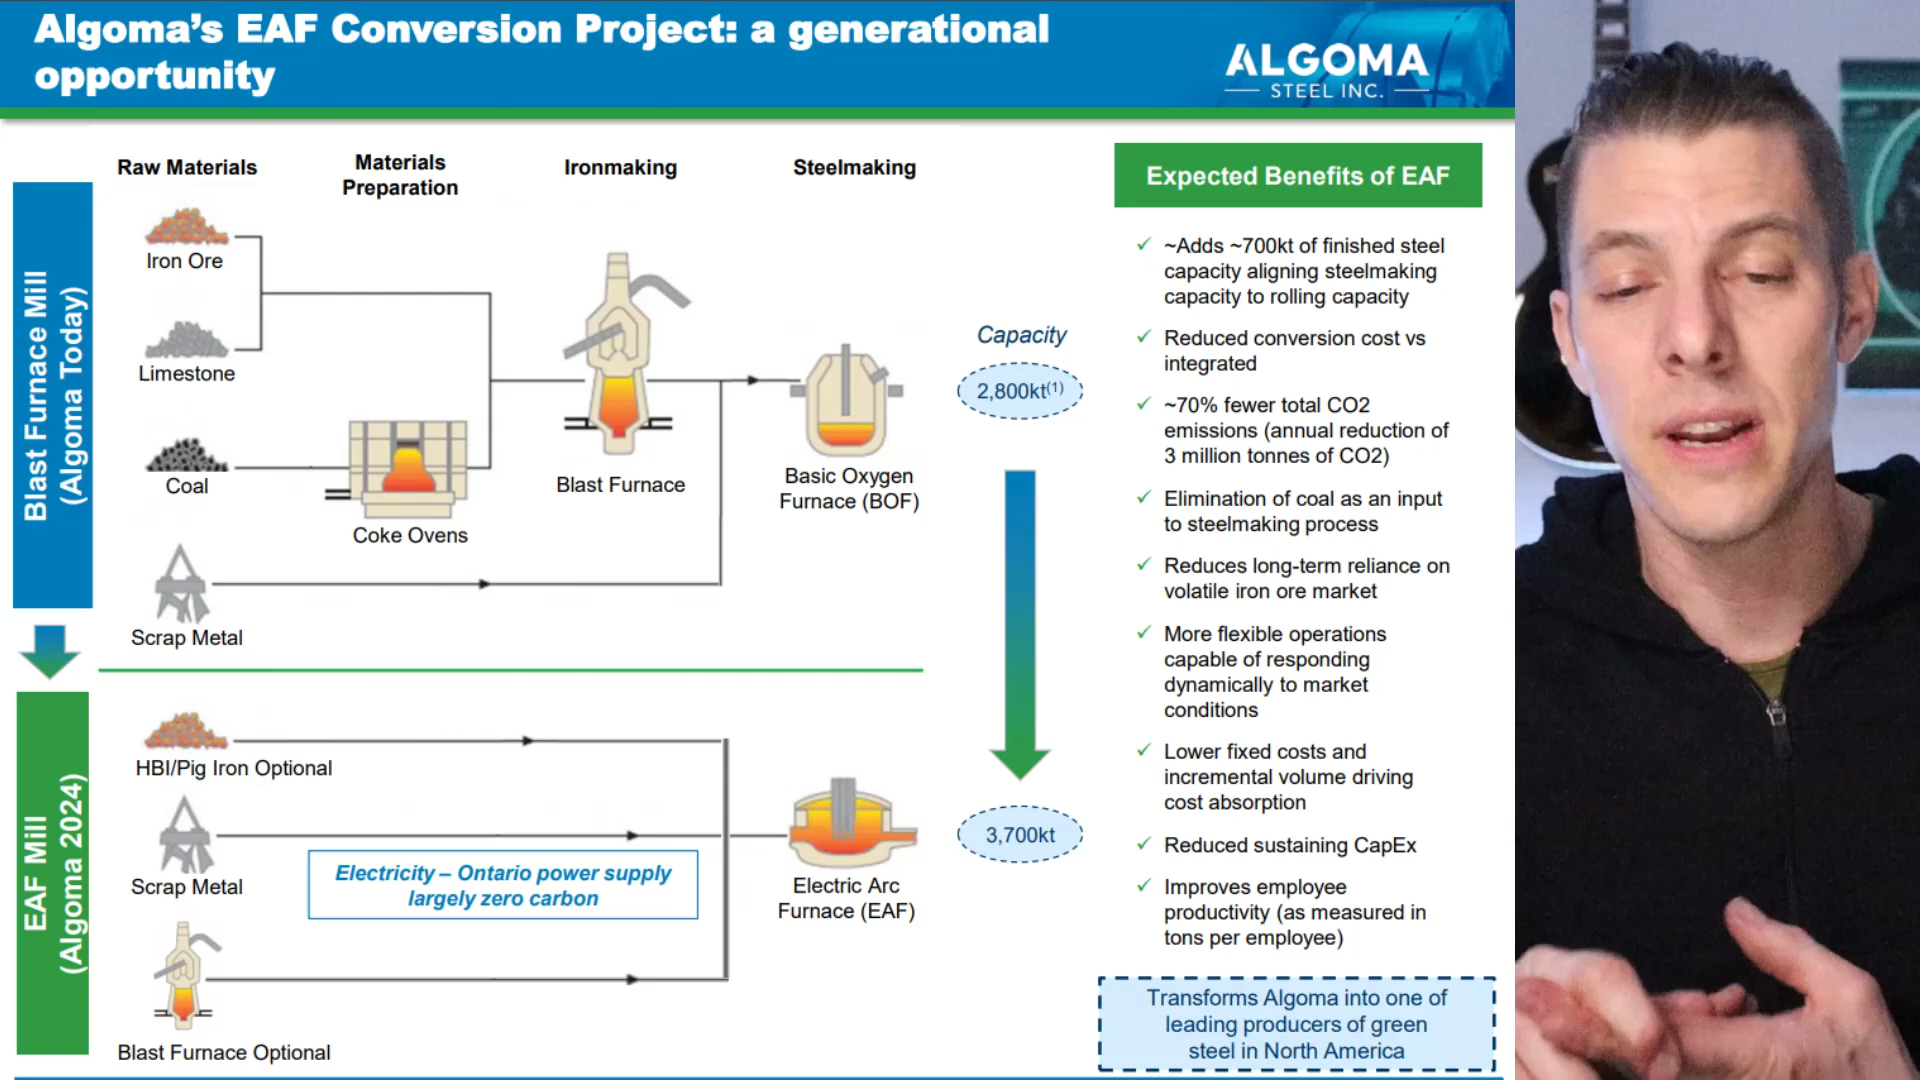 Algoma's EAF Conversion Project: a generational
opportunity
ALGOMA
STEEL INC.
Raw Materials
Materials
Preparation
Ironmaking
Steelmaking
Blast Furnace Mill
(Algoma Today)
Iron Ore
Limestone
Coal
Coke Ovens
Blast Furnace
Basic Oxygen
Furnace (BOF)
Scrap Metal
Capacity
2,800kt(1)
EAF Mill
(Algoma 2024)
HBI/Pig Iron Optional
Scrap Metal
Electricity – Ontario power supply
largely zero carbon
Electric Arc
Furnace (EAF)
Blast Furnace Optional
3,700kt
Expected Benefits of EAF
✓ ~Adds ~700kt of finished steel
capacity aligning steelmaking
capacity to rolling capacity
✓ Reduced conversion cost vs
integrated
✓ ~70% fewer total CO2
emissions (annual reduction of
3 million tonnes of CO2)
✓ Elimination of coal as an input
to steelmaking process
✓ Reduces long-term reliance on
volatile iron ore market
✓ More flexible operations
capable of responding
dynamically to market
conditions
✓ Lower fixed costs and
incremental volume driving
cost absorption
✓ Reduced sustaining CapEx
✓ Improves employee
productivity (as measured in
tons per employee)
Transforms Algoma into one of
leading producers of green
steel in North America